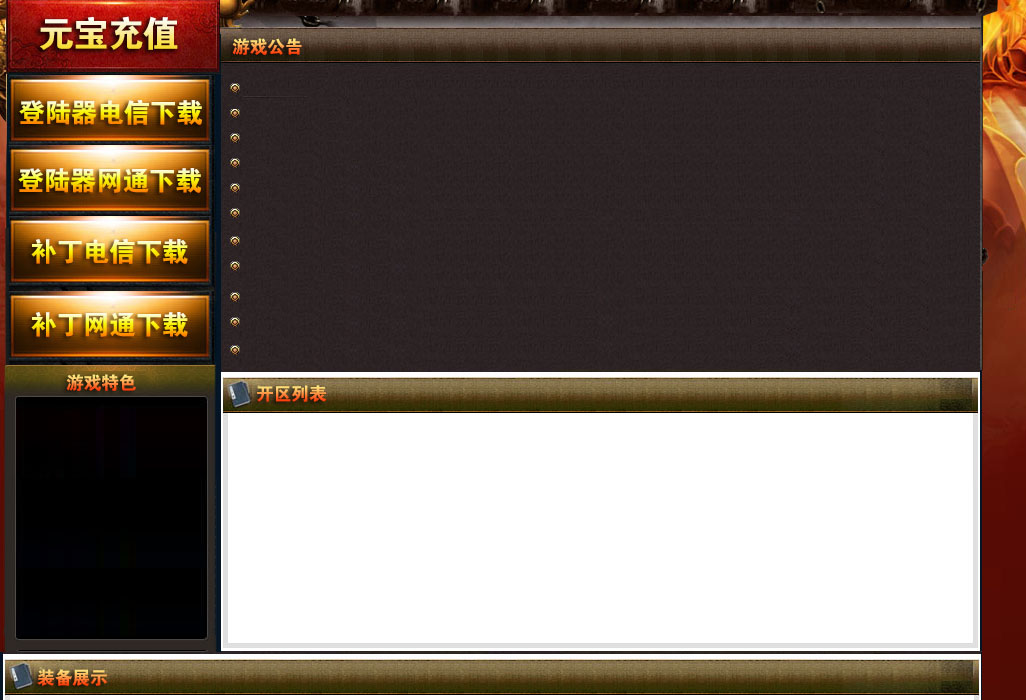 元宝充值
登陆器电信下载
登陆器网通下载
补丁电信下载
补丁网通下载
游戏特色
游戏公告
开区列表
装备展示